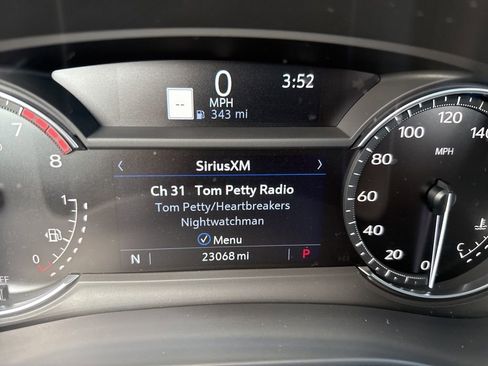 0 3:52
MPH
-- 343 mi
7
8
1
0
< SiriusXM >
Ch 31 Tom Petty Radio
Tom Petty/Heartbreakers
Nightwatchman
Menu
N 23068 mi P
120
100 140
80 MPH
60
40
20
0
C